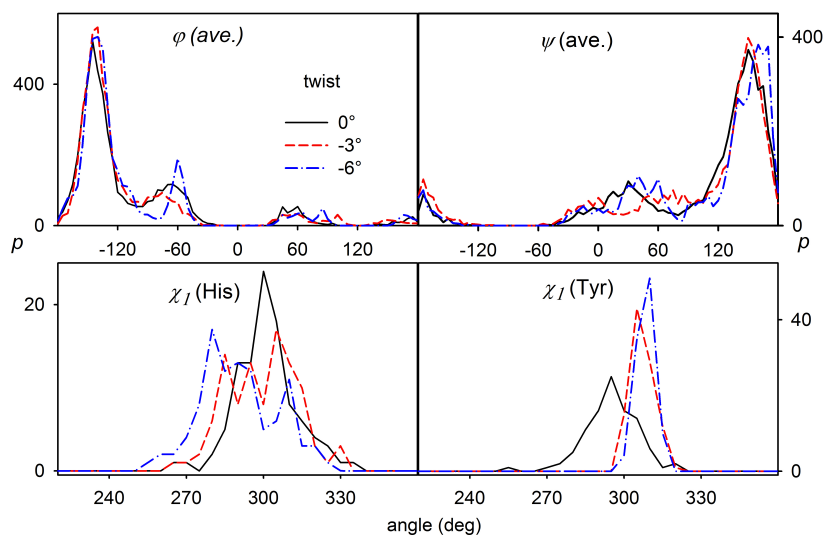 φ (ave.)
ψ (ave.)
400
400
twist
0°
-3°
-6°
0
0
p
-120 -60 0 60 120
-120 -60 0 60 120
p
χ1 (His)
χ1 (Tyr)
20
40
0
0
240 270 300 330
240 270 300 330
angle (deg)